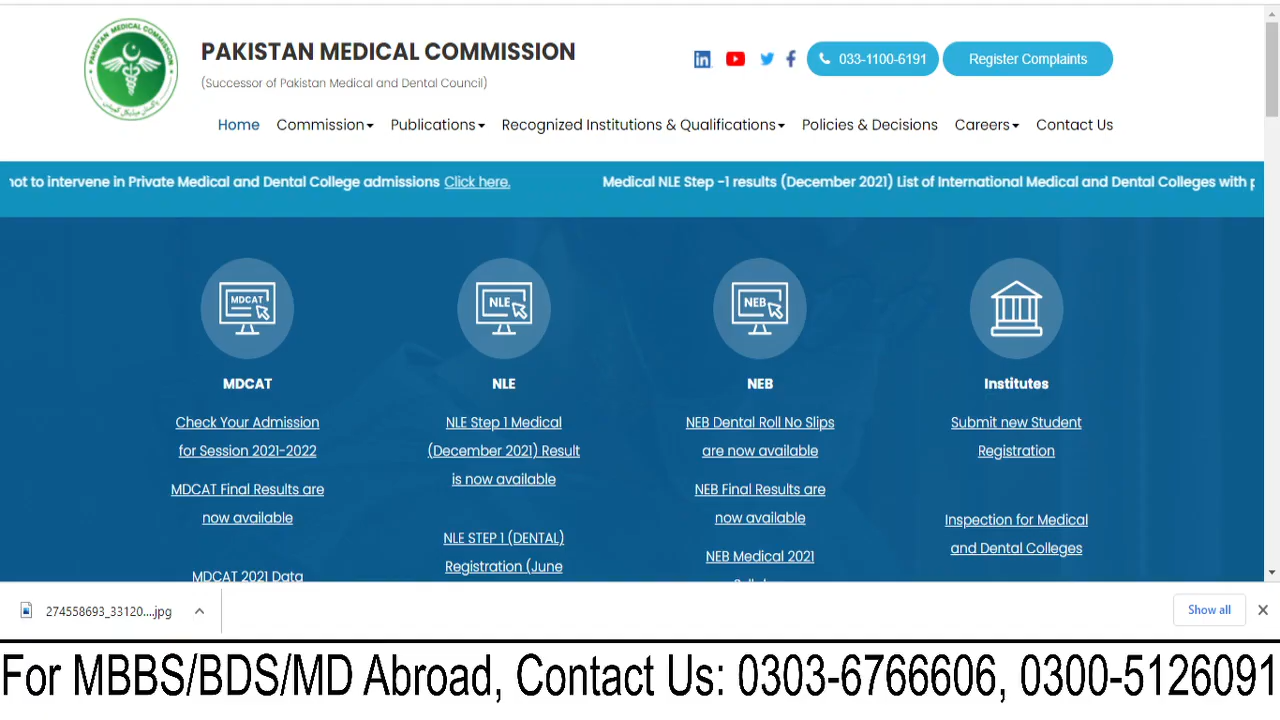 PAKISTAN MEDICAL COMMISSION
PAKISTAN MEDICAL COMMISSION
(Successor of Pakistan Medical and Dental Council)
033-1100-6191
Register Complaints
Home Commission Publications Recognized Institutions & Qualifications Policies & Decisions Careers Contact Us
not to intervene in Private Medical and Dental College admissions Click here. Medical NLE Step -1 results (December 2021) List of International Medical and Dental Colleges with
MDCAT
MDCAT
Check Your Admission
for Session 2021-2022
MDCAT Final Results are
now available
MDCAT 2021 Data
NLE
NLE
NLE Step 1 Medical
(December 2021) Result
is now available
NLE STEP 1 (DENTAL)
Registration (June
NEB
NEB
NEB Dental Roll No Slips
are now available
NEB Final Results are
now available
NEB Medical 2021
Institutes
Submit new Student
Registration
Inspection for Medical
and Dental Colleges
274558693_33120....jpg
Show all
For MBBS/BDS/MD Abroad, Contact Us: 0303-6766606, 0300-5126091